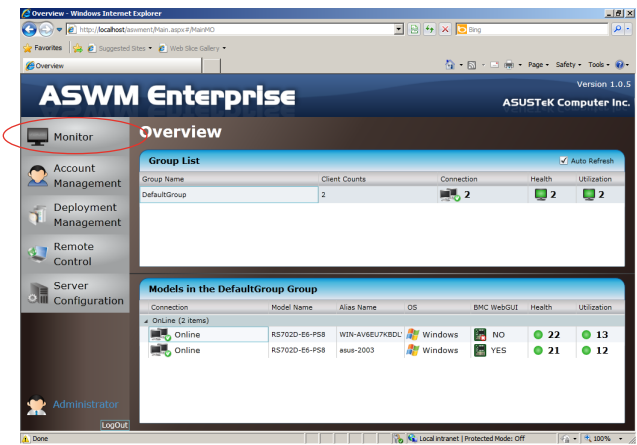 Overview - Windows Internet Explorer
http://localhost/aswment/Main.aspx#/MainMO
Bing
Favorites Suggested Sites Web Slice Gallery
Overview
Page Safety Tools
Version 1.0.5
ASWM Enterprise
ASUSTeK Computer Inc.
Monitor
Overview
Account
Management
Deployment
Management
Remote
Control
Server
Configuration
Group List
Auto Refresh
Group Name Client Counts Connection Health Utilization
DefaultGroup 2 2 2 2
Models in the DefaultGroup Group
Connection Model Name Alias Name OS BMC WebGUI Health Utilization
OnLine (2 items)
Online RS702D-E6-PS8 WIN-AV6EU7KBDL Windows NO 22 13
Online RS702D-E6-PS8 asus-2003 Windows YES 21 12
Administrator
LogOut
Done Local intranet | Protected Mode: Off 100%